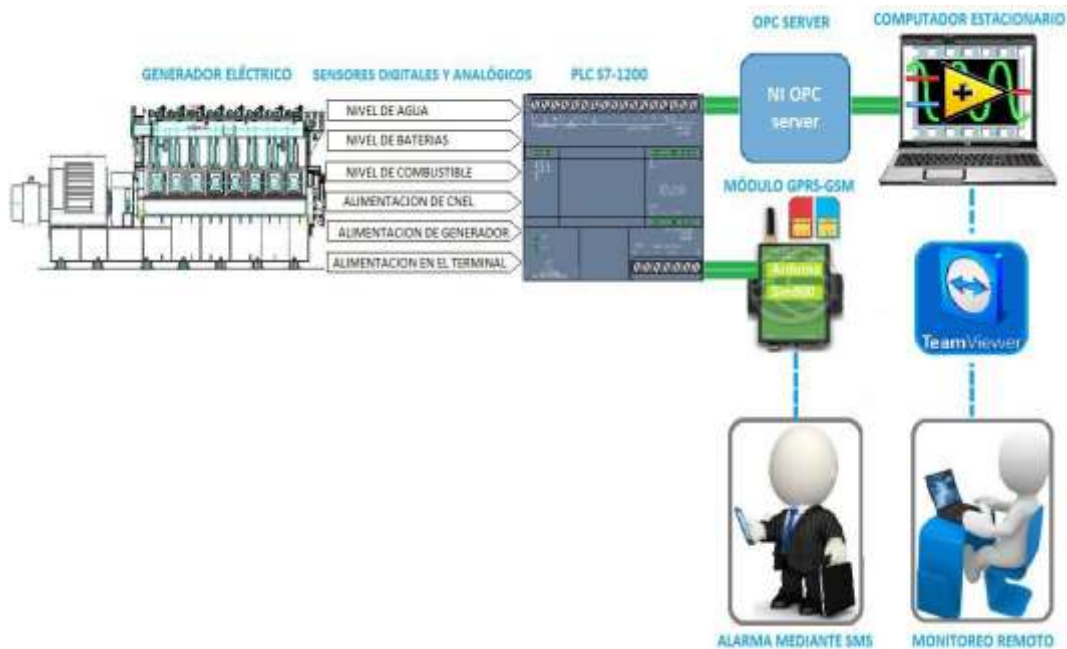 OPC SERVER
COMPUTADOR ESTACIONARIO
GENERADOR ELÉCTRICO
SENSORES DIGITALES Y ANALÓGICOS
PLC S7-1200
NIVEL DE AGUA
NIVEL DE BATERIAS
NIVEL DE COMBUSTIBLE
ALIMENTACION DE CNEL
ALIMENTACION DE GENERADOR
ALIMENTACION EN EL TERMINAL
NI OPC
server
MÓDULO GPRS-GSM
Arduino
Sim800
TeamViewer
ALARMA MEDIANTE SMS
MONITOREO REMOTO